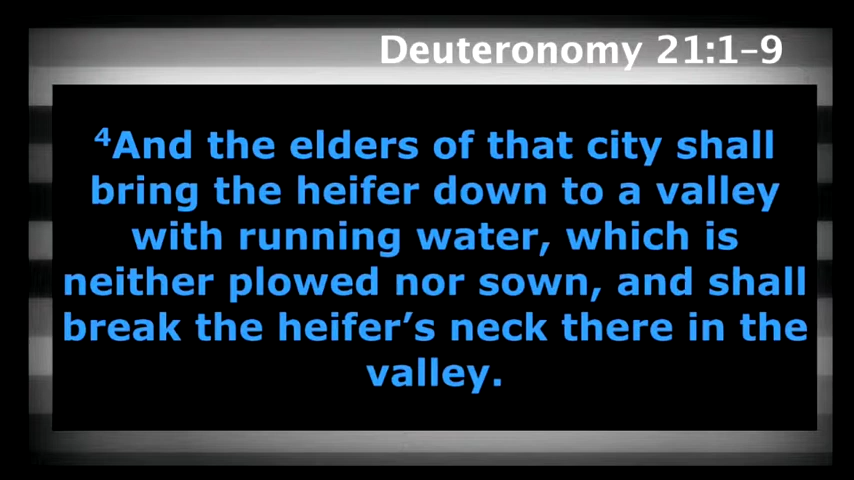 Deuteronomy 21:1–9
⁴And the elders of that city shall
bring the heifer down to a valley
with running water, which is
neither plowed nor sown, and shall
break the heifer’s neck there in the
valley.